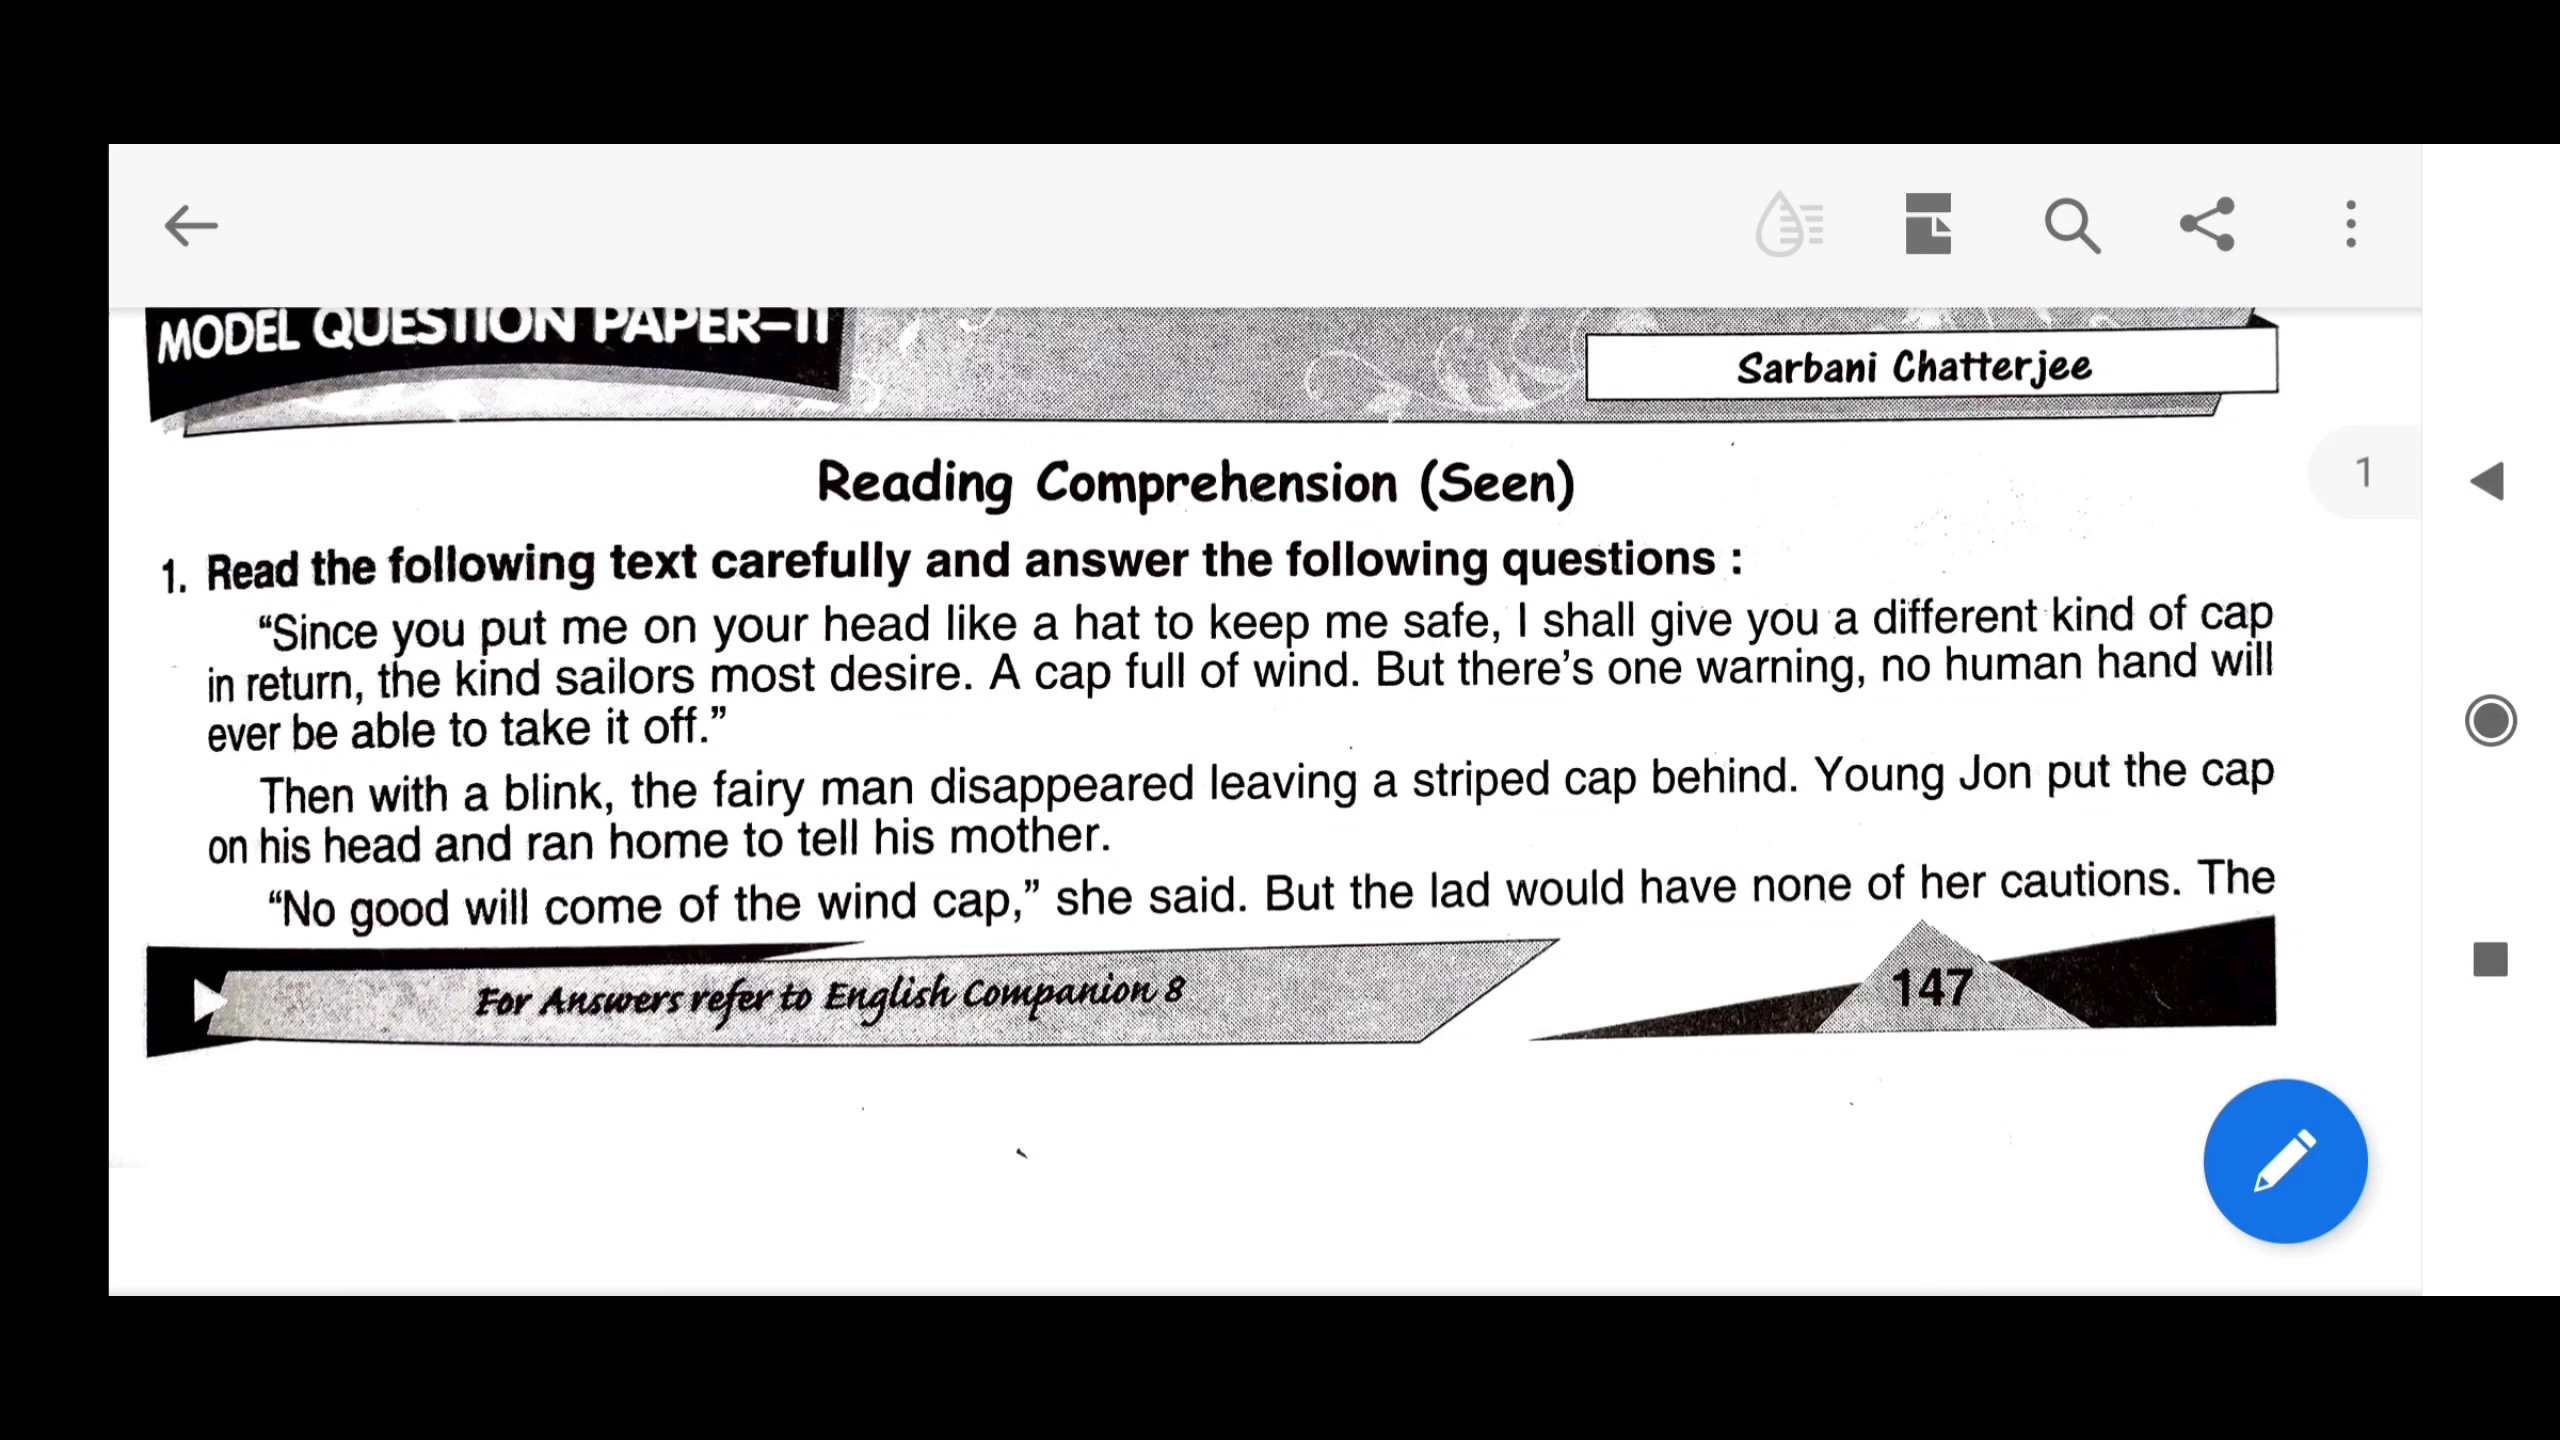 MODEL QUESTION PAPER–II
Sarbani Chatterjee
Reading Comprehension (Seen)
1
1. Read the following text carefully and answer the following questions :
“Since you put me on your head like a hat to keep me safe, I shall give you a different kind of cap
in return, the kind sailors most desire. A cap full of wind. But there’s one warning, no human hand will
ever be able to take it off.”
Then with a blink, the fairy man disappeared leaving a striped cap behind. Young Jon put the cap
on his head and ran home to tell his mother.
“No good will come of the wind cap,” she said. But the lad would have none of her cautions. The
For Answers refer to English Companion 8
147